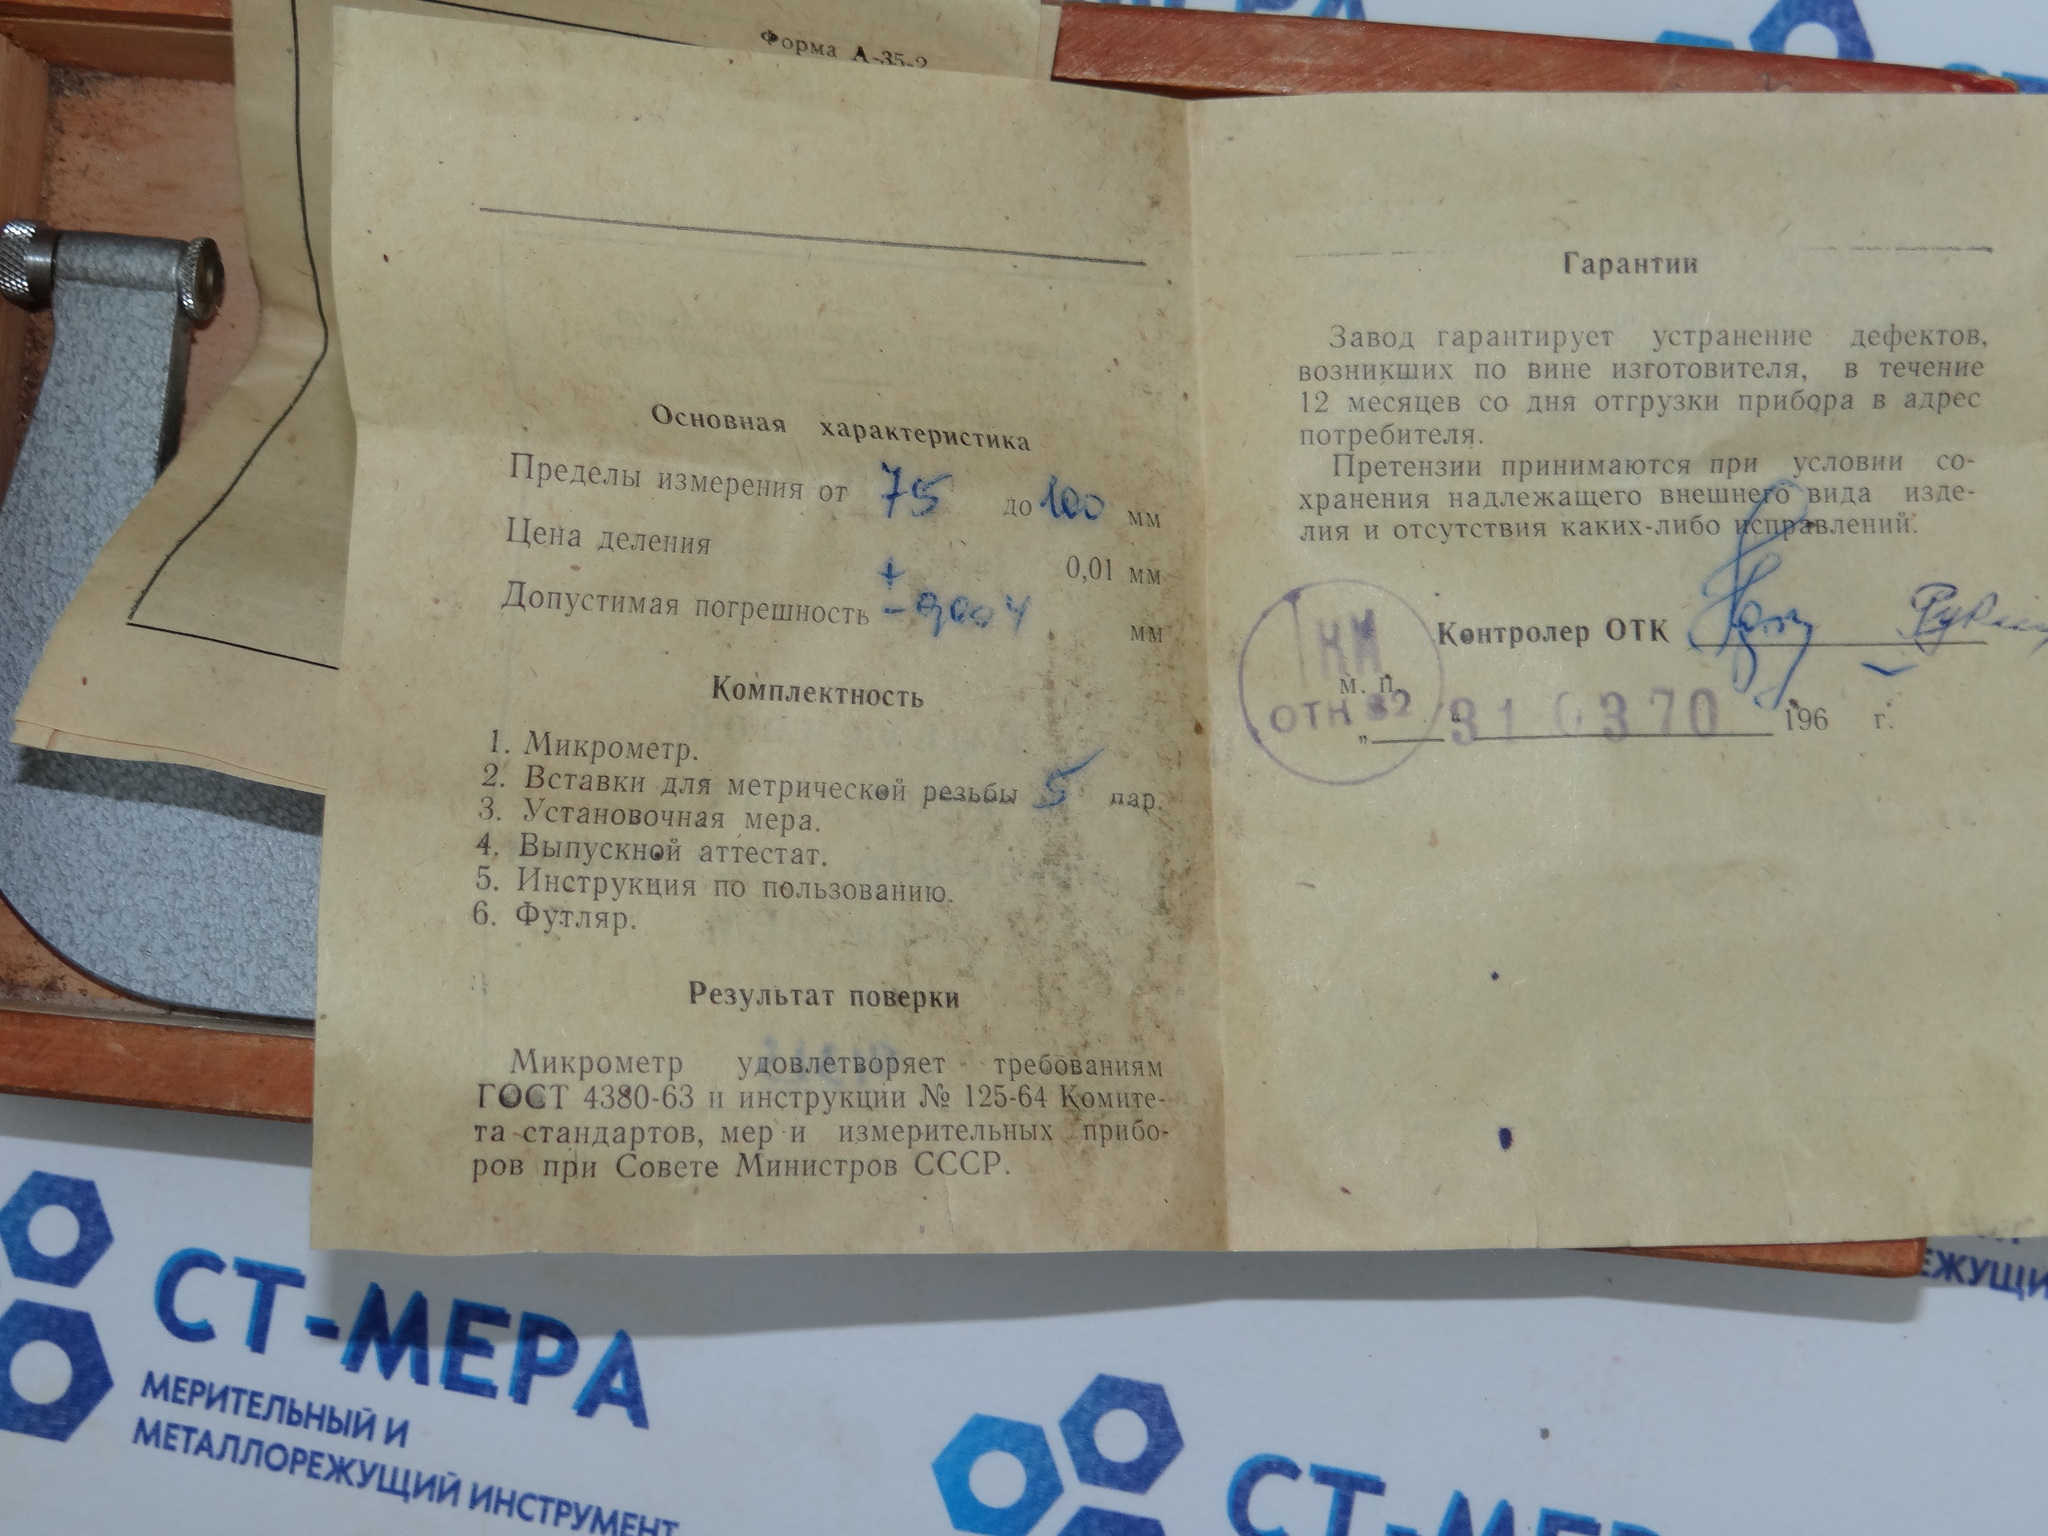 Форма А-35-2
Основная характеристика
Пределы измерения от 75 до 100 мм
Цена деления 0,01 мм
Допустимая погрешность ± 0,004 мм
Комплектность
1. Микрометр.
2. Вставки для метрической резьбы 5 пар.
3. Установочная мера.
4. Выпускной аттестат.
5. Инструкция по пользованию.
6. Футляр.
Результат поверки
Микрометр удовлетворяет требованиям
ГОСТ 4380-63 и инструкции № 125-64 Комите-
та стандартов, мер и измерительных прибо-
ров при Совете Министров СССР.
Гарантии
Завод гарантирует устранение дефектов,
возникших по вине изготовителя, в течение
12 месяцев со дня отгрузки прибора в адрес
потребителя.
Претензии принимаются при условии со-
хранения надлежащего внешнего вида изде-
лия и отсутствия каких-либо исправлений.
Контролер ОТК
м. п.
„ " 31 03 70 196 г.
СТ-МЕРА
МЕРИТЕЛЬНЫЙ И
МЕТАЛЛОРЕЖУЩИЙ ИНСТРУМЕНТ
СТ-МЕРА